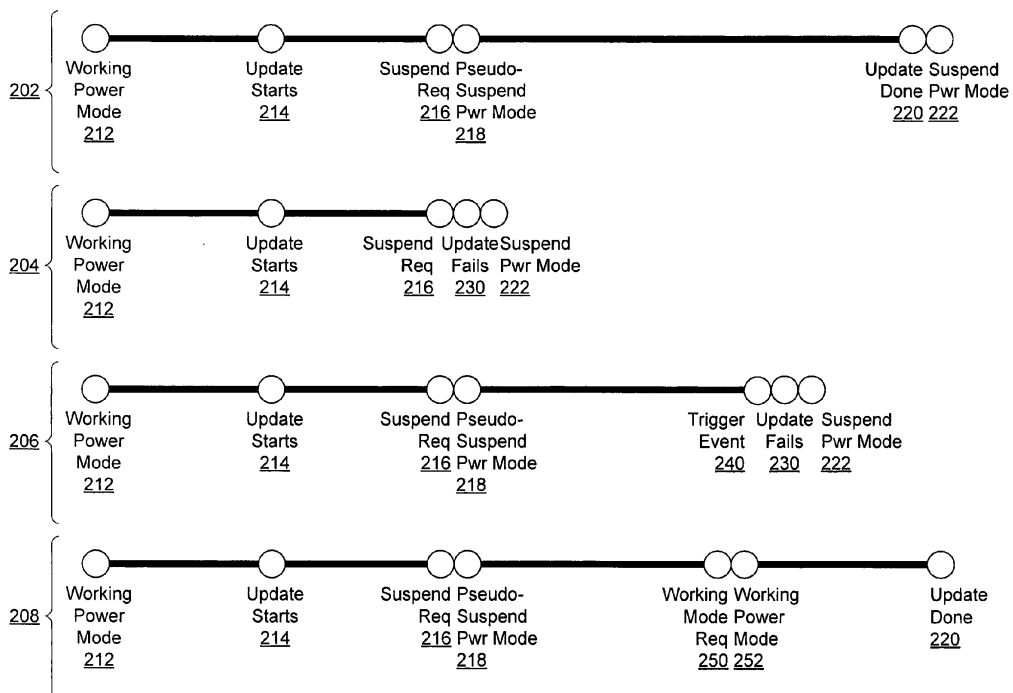 202
Working
Power
Mode
212
Update
Starts
214
Suspend
Req
216
Pseudo-
Suspend
Pwr Mode
218
Update
Done
220
Suspend
Pwr Mode
222
204
Working
Power
Mode
212
Update
Starts
214
Suspend
Req
216
Update
Fails
230
Suspend
Pwr Mode
222
206
Working
Power
Mode
212
Update
Starts
214
Suspend
Req
216
Pseudo-
Suspend
Pwr Mode
218
Trigger
Event
240
Update
Fails
230
Suspend
Pwr Mode
222
208
Working
Power
Mode
212
Update
Starts
214
Suspend
Req
216
Pseudo-
Suspend
Pwr Mode
218
Working
Mode
Req
250
Working
Power
Mode
252
Update
Done
220